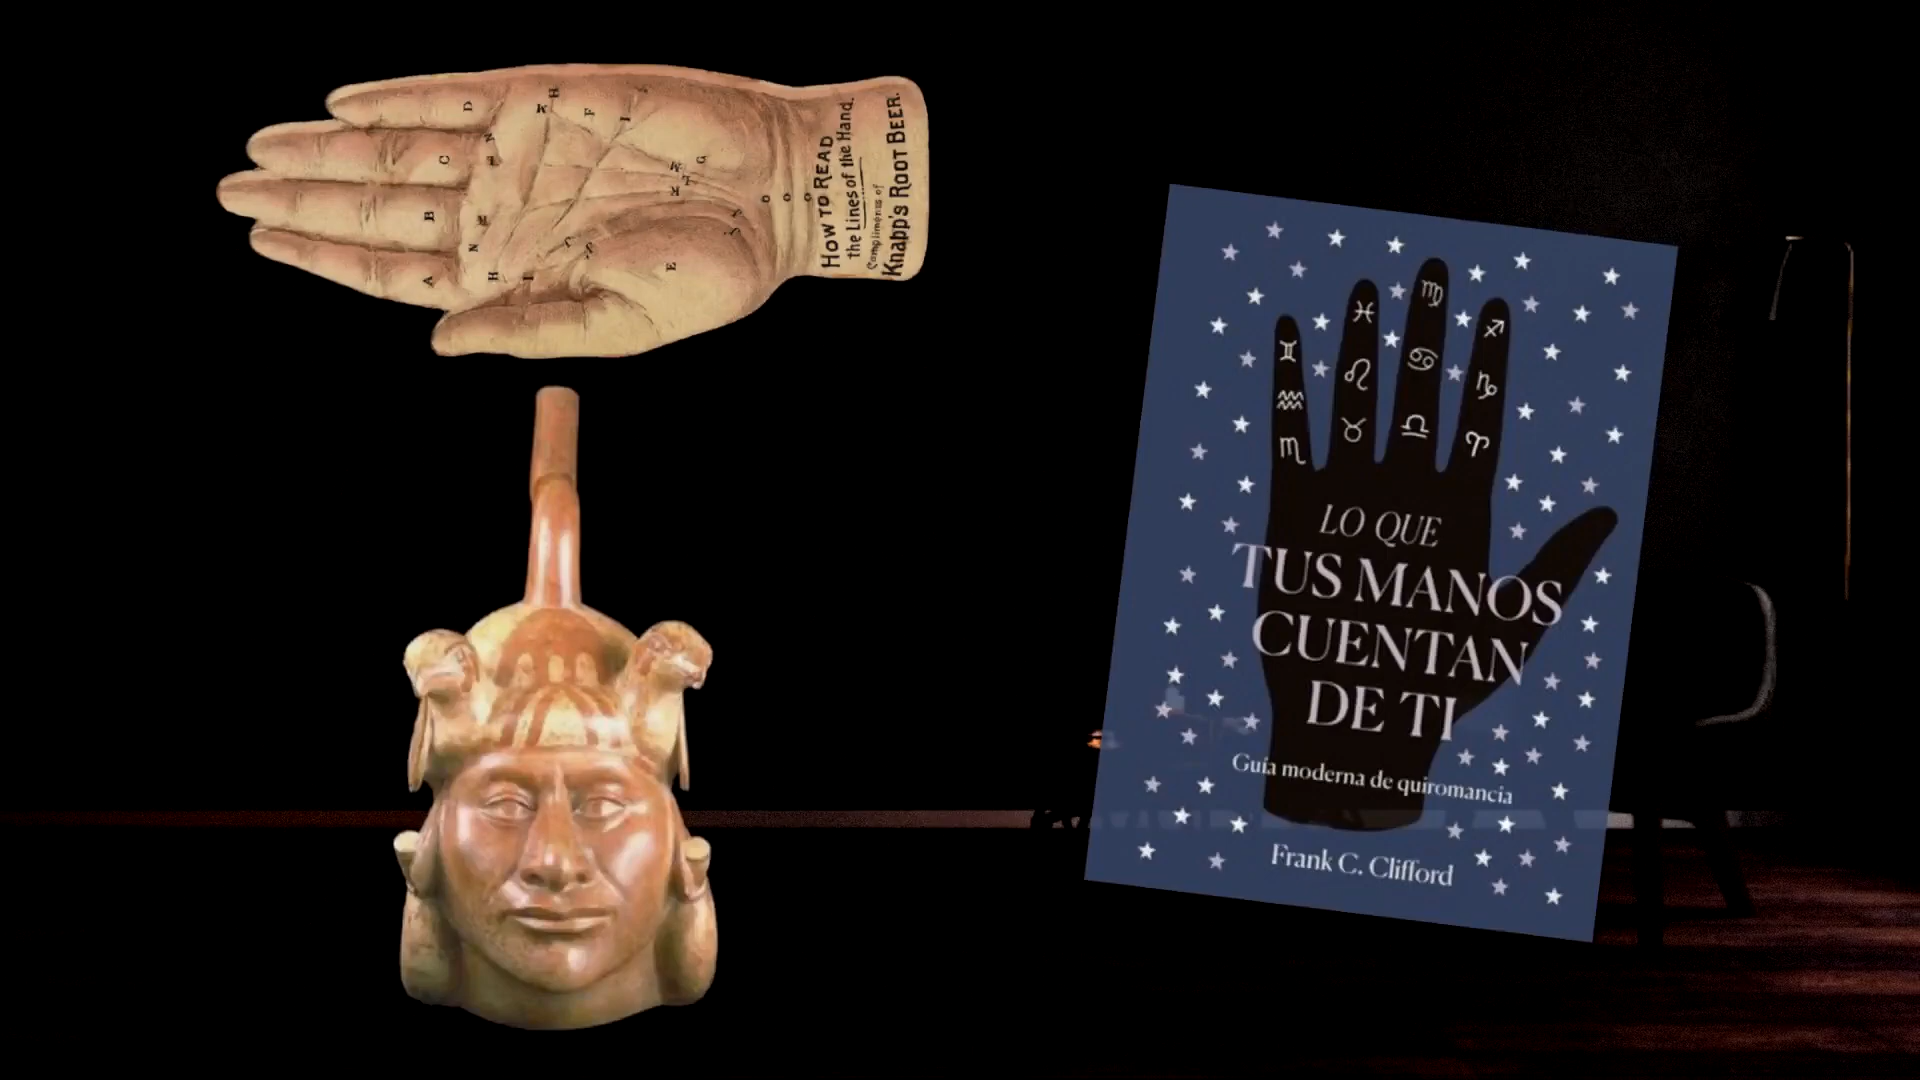 How to Read
the Lines of the Hand.
Compliments of
Knapp's Root Beer.
D
C
B
A
LO QUE
TUS MANOS
CUENTAN
DE TI
Guía moderna de quiromancia
Frank C. Clifford